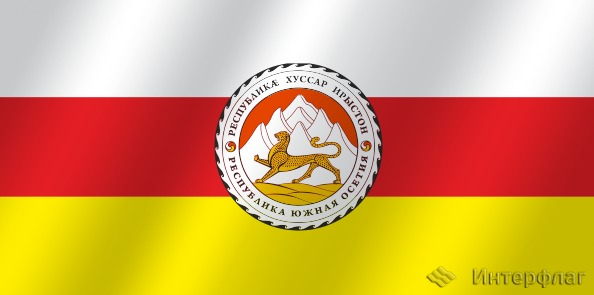 РЕСПУБЛИКӔ ХУССАР ИРЫСТОН
РЕСПУБЛИКА ЮЖНАЯ ОСЕТИЯ
Интерфлаг